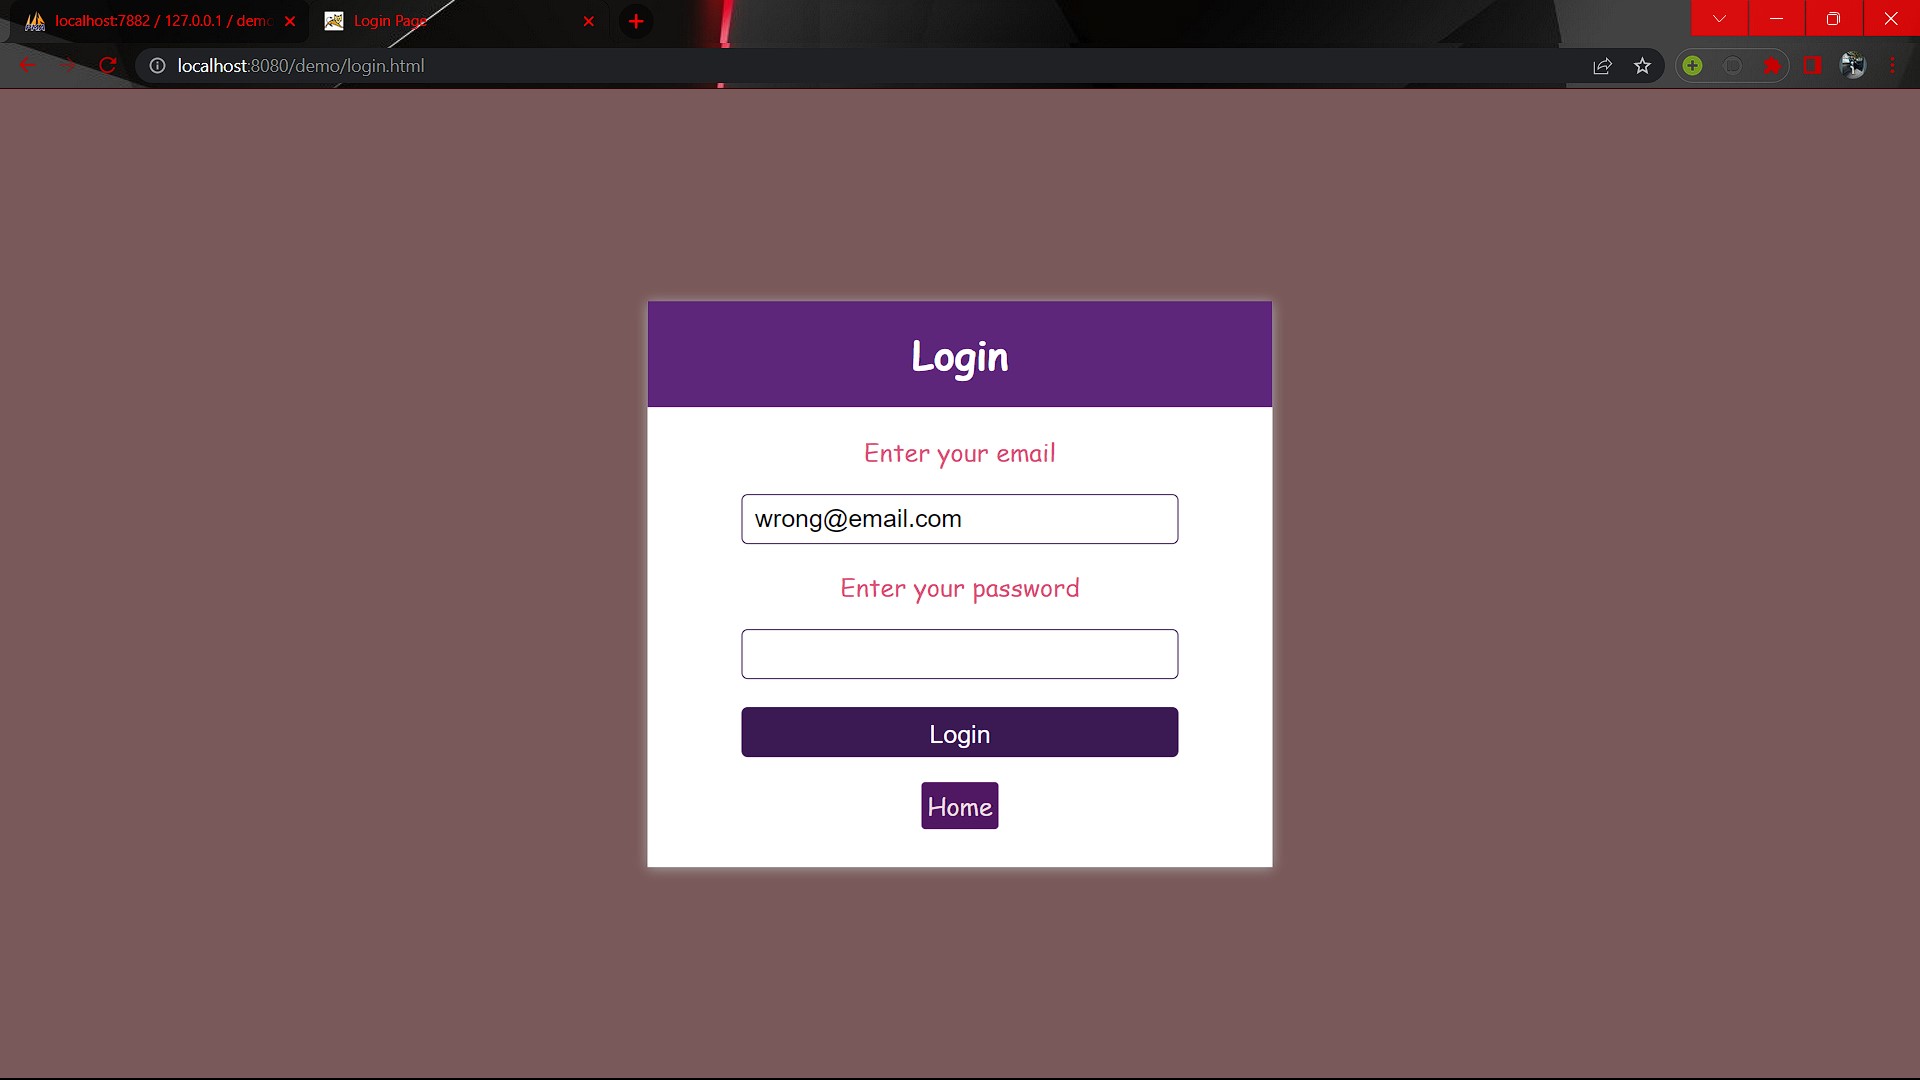 localhost:7882 / 127.0.0.1 / demo
Login Page
localhost:8080/demo/login.html
Login
Enter your email
wrong@email.com
Enter your password
Login
Home